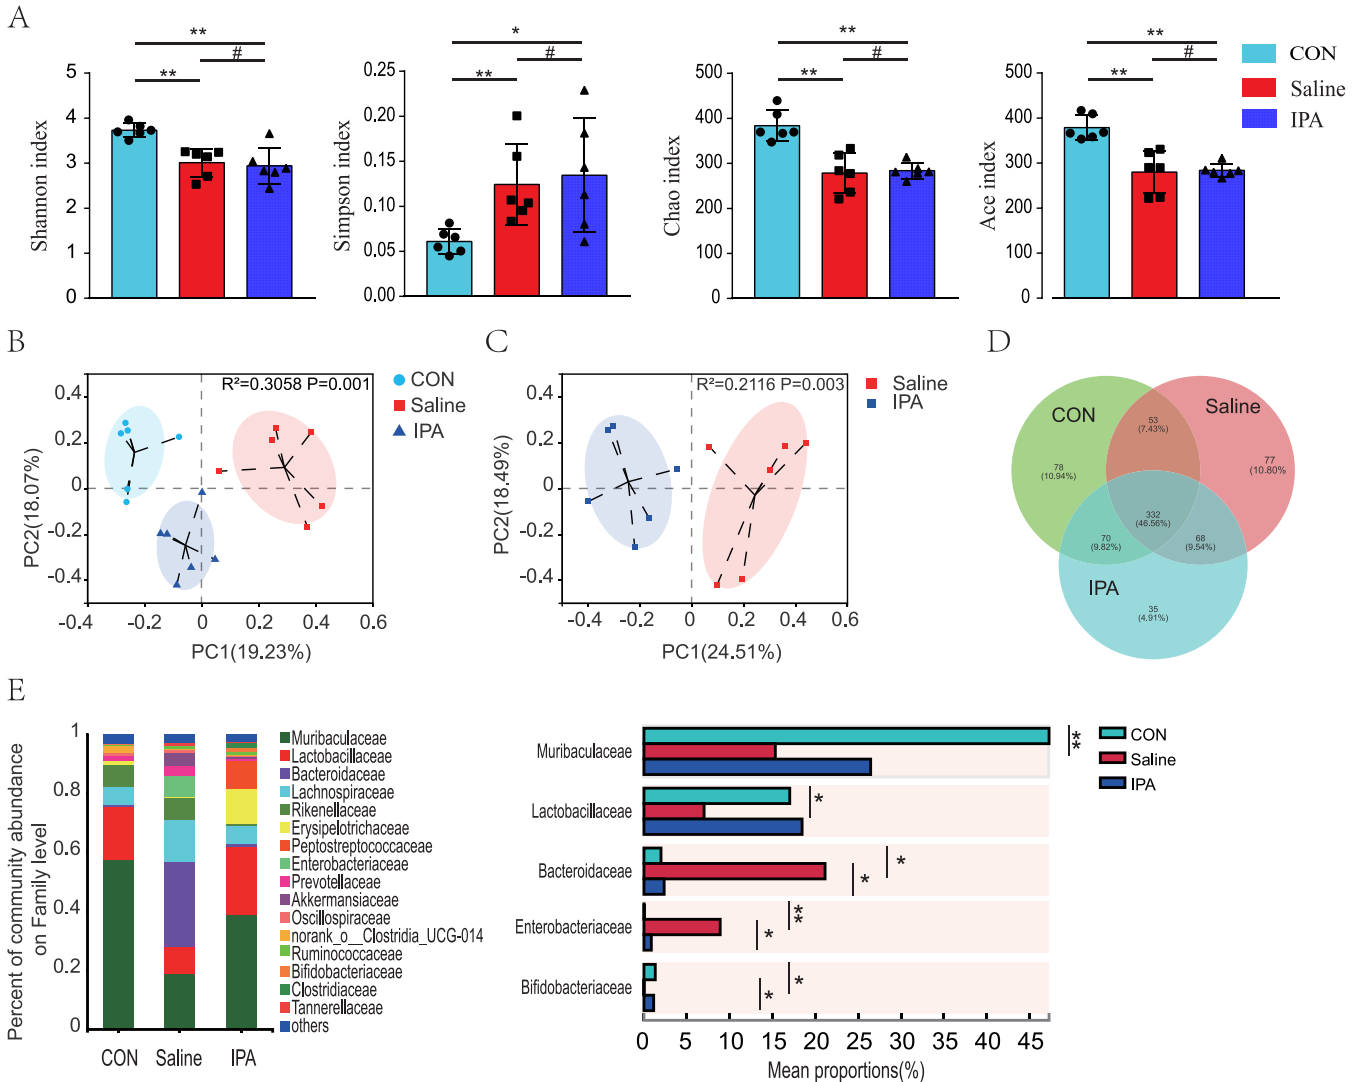 A
** # **
Shannon index
5
4
3
2
1
0
* # **
Simpson index
0.25
0.20
0.15
0.10
0.05
0.00
** # **
Chao index
500
400
300
200
100
0
** # **
Ace index
500
400
300
200
100
0
CON
Saline
IPA
B
R²=0.3058 P=0.001
PC2(18.07%)
0.4
0.2
0
-0.2
-0.4
-0.4 -0.2 0 0.2 0.4 0.6
PC1(19.23%)
CON
Saline
IPA
C
R²=0.2116 P=0.003
PC2(18.49%)
0.4
0.2
0
-0.2
-0.4
-0.4 -0.2 0 0.2 0.4 0.6
PC1(24.51%)
Saline
IPA
D
CON
Saline
IPA
53
(7.43%)
78
(10.94%)
77
(10.80%)
332
(46.56%)
70
(9.82%)
68
(9.54%)
35
(4.91%)
E
Percent of community abundance
on Family level
1
0.8
0.6
0.4
0.2
0
CON Saline IPA
Muribaculaceae
Lactobacillaceae
Bacteroidaceae
Lachnospiraceae
Rikenellaceae
Erysipelotrichaceae
Peptostreptococcaceae
Enterobacteriaceae
Prevotellaceae
Akkermansiaceae
Oscillospiraceae
norank_o__Clostridia_UCG-014
Ruminococcaceae
Bifidobacteriaceae
Clostridiaceae
Tannerellaceae
others
Muribaculaceae **
Lactobacillaceae *
Bacteroidaceae * *
Enterobacteriaceae * **
Bifidobacteriaceae * *
0 5 10 15 20 25 30 35 40 45
Mean proportions(%)
CON
Saline
IPA